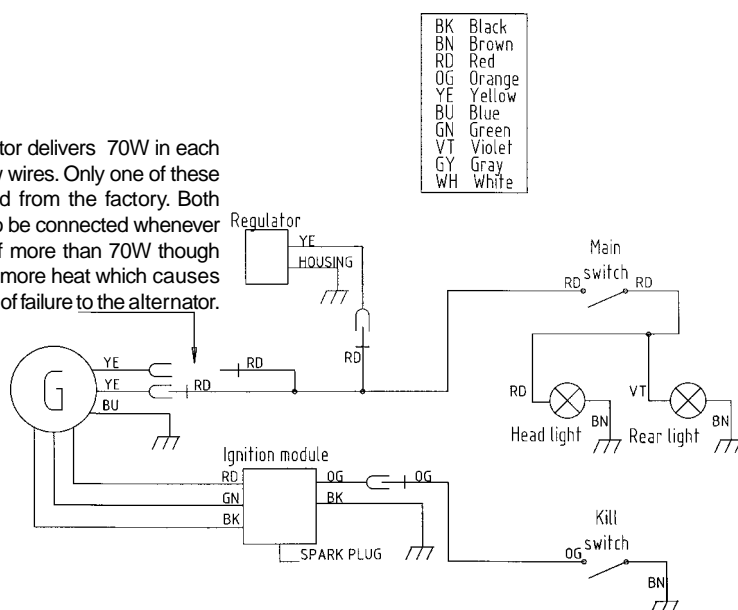 BK Black
BN Brown
RD Red
OG Orange
YE Yellow
BU Blue
GN Green
VT Violet
GY Gray
WH White
tor delivers 70W in each
wires. Only one of these
d from the factory. Both
o be connected whenever
f more than 70W though
more heat which causes
of failure to the alternator.
Regulator
YE
HOUSING
RD
Main
switch
RD
RD
YE
RD
YE
RD
BU
G
RD
VT
BN
BN
Head light
Rear light
Ignition module
RD
OG
OG
GN
BK
BK
SPARK PLUG
Kill
switch
OG
BN